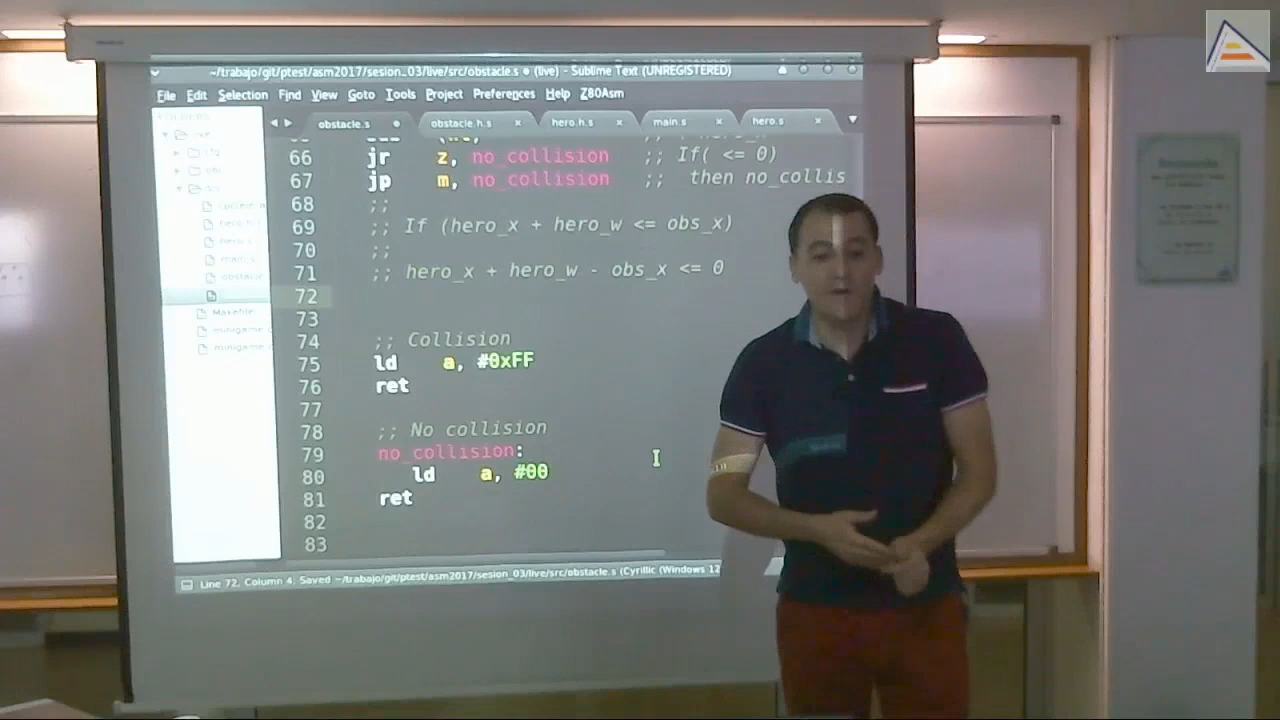 ~/trabajo/git/ptest/asm2017/sesion_03/live/src/obstacle.s • (live) - Sublime Text (UNREGISTERED)
File Edit Selection Find View Goto Tools Project Preferences Help Z80Asm
obstacle.s obstacle.h.s hero.h.s main.s hero.s
66 jr z, no_collision ;; If( <= 0)
67 jp m, no_collision ;; then no_collis
68 ;;
69 ;; If (hero_x + hero_w <= obs_x)
70 ;;
71 ;; hero_x + hero_w - obs_x <= 0
72
73
74 ;; Collision
75 ld a, #0xFF
76 ret
77
78 ;; No collision
79 no_collision:
80 ld a, #00
81 ret
82
83
main.s
obstacle
Makefile
minigame.
minigame.
Line 72, Column 4; Saved ~/trabajo/git/ptest/asm2017/sesion_03/live/src/obstacle.s (Cyrillic (Windows 12